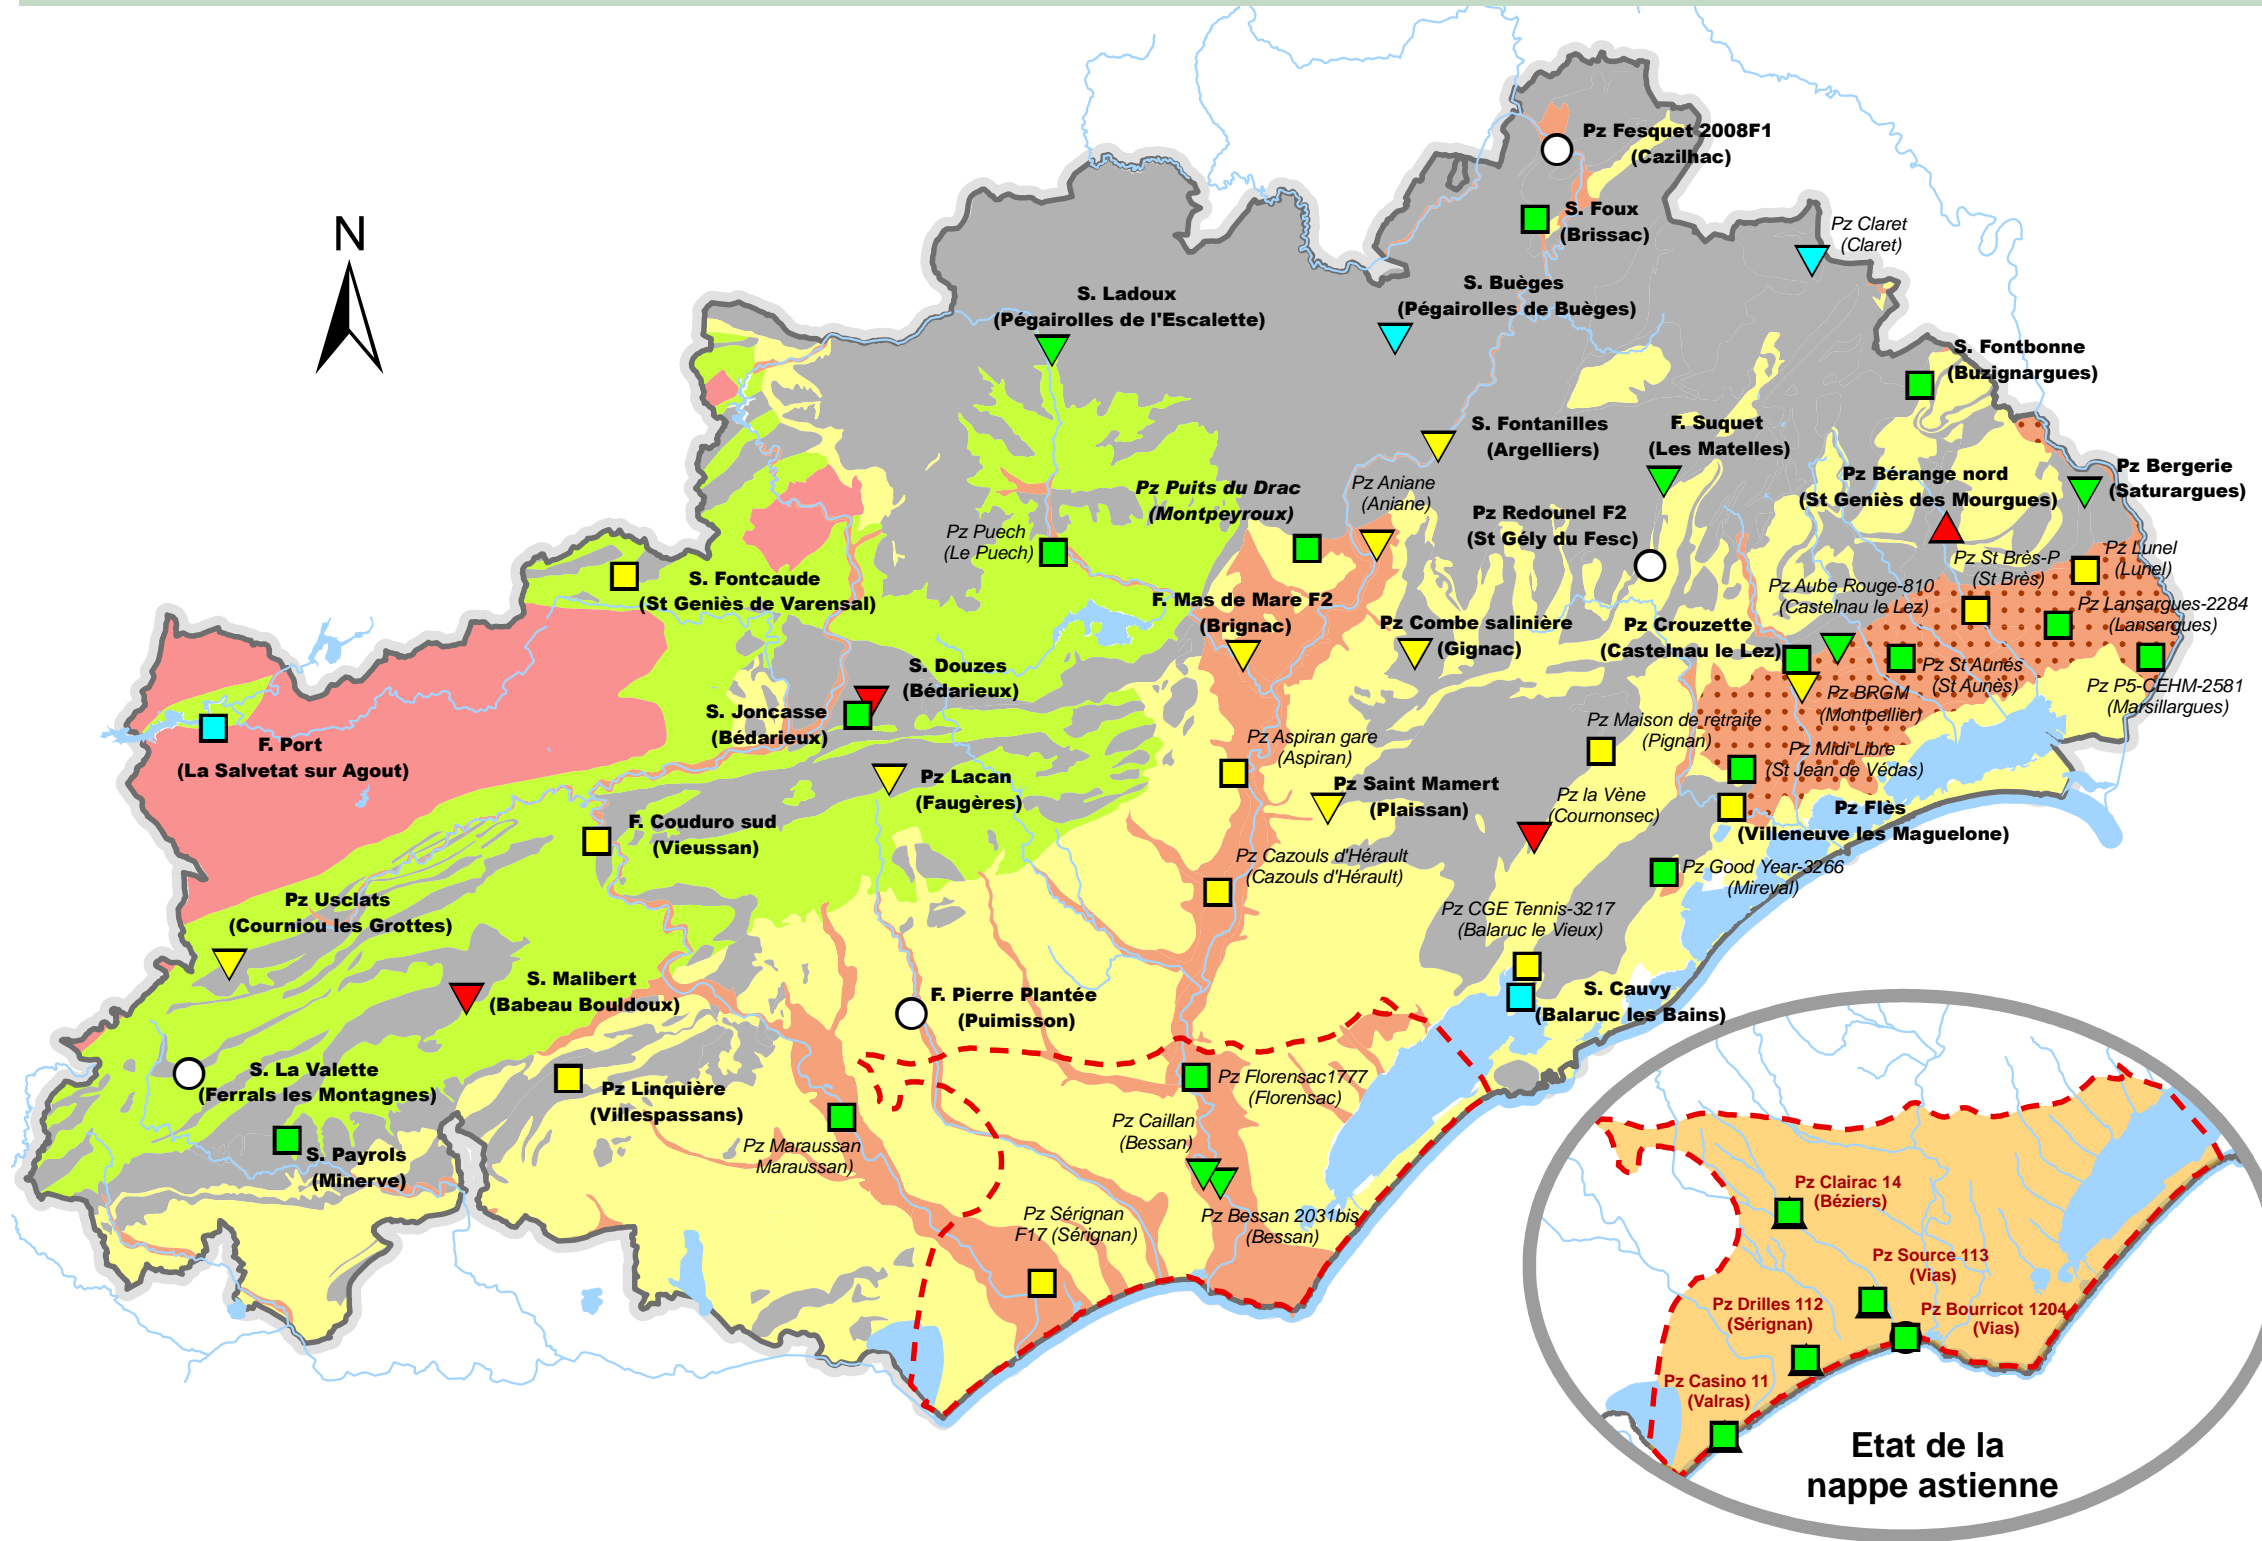 Pz Fesquet 2008F1
(Cazilhac)
N
S. Foux
(Brissac)
Pz Claret
(Claret)
S. Ladoux
(Pégairolles de l'Escalette)
S. Buèges
(Pégairolles de Buèges)
S. Fontbonne
(Buzignargues)
S. Fontanilles
(Argelliers)
F. Suquet
(Les Matelles)
Pz Bérange nord
(St Geniès des Mourgues)
Pz Bergerie
(Saturargues)
Pz Puits du Drac
(Montpeyroux)
Pz Aniane
(Aniane)
Pz Redounel F2
(St Gély du Fesc)
Pz Puech
(Le Puech)
Pz St Brès-P
(St Brès)
Pz Lunel
(Lunel)
S. Fontcaude
(St Geniès de Varensal)
F. Mas de Mare F2
(Brignac)
Pz Aube Rouge-810
(Castelnau le Lez)
Pz Lansargues-2284
(Lansargues)
Pz Combe salinière
(Gignac)
Pz Crouzette
(Castelnau le Lez)
S. Douzes
(Bédarieux)
Pz St Aunès
(St Aunès)
Pz P5-CEHM-2581
(Marsillargues)
S. Joncasse
(Bédarieux)
Pz BRGM
(Montpellier)
F. Port
(La Salvetat sur Agout)
Pz Maison de retraite
(Pignan)
Pz Aspiran gare
(Aspiran)
Pz Midi Libre
(St Jean de Védas)
Pz Lacan
(Faugères)
Pz Saint Mamert
(Plaissan)
Pz la Vène
(Cournonsec)
Pz Flès
(Villeneuve les Maguelone)
F. Couduro sud
(Vieussan)
Pz Cazouls d'Hérault
(Cazouls d'Hérault)
Pz Good Year-3266
(Mireval)
Pz Usclats
(Courniou les Grottes)
Pz CGE Tennis-3217
(Balaruc le Vieux)
S. Malibert
(Babeau Bouldoux)
F. Pierre Plantée
(Puimisson)
S. Cauvy
(Balaruc les Bains)
S. La Valette
(Ferrals les Montagnes)
Pz Linquière
(Villespassans)
Pz Florensac1777
(Florensac)
Pz Caillan
(Bessan)
Pz Maraussan
Maraussan)
S. Payrols
(Minerve)
Pz Sérignan
F17 (Sérignan)
Pz Bessan 2031bis
(Bessan)
Pz Clairac 14
(Béziers)
Pz Source 113
(Vias)
Pz Drilles 112
(Sérignan)
Pz Bourricot 1204
(Vias)
Pz Casino 11
(Valras)
Etat de la
nappe astienne